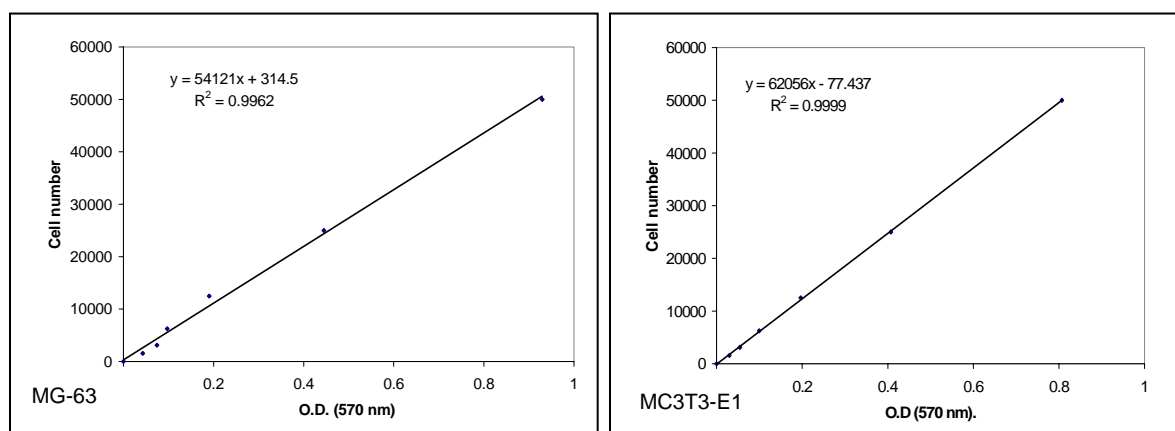 60000
50000
40000
30000
20000
10000
0
y = 54121x + 314.5
R² = 0.9962
Cell number
0.2 0.4 0.6 0.8 1
O.D. (570 nm)
MG-63
60000
50000
40000
30000
20000
10000
0
y = 62056x - 77.437
R² = 0.9999
Cell number
0 0.2 0.4 0.6 0.8 1
O.D (570 nm).
MC3T3-E1